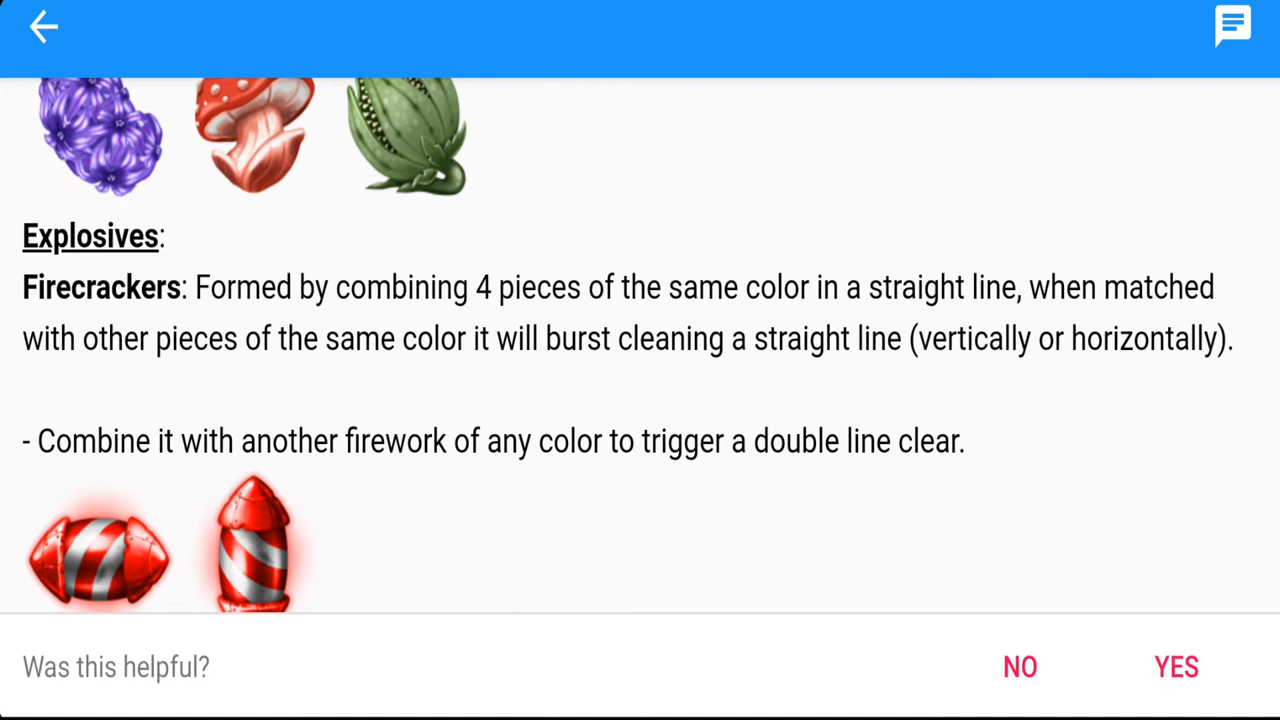 Explosives:
Firecrackers: Formed by combining 4 pieces of the same color in a straight line, when matched
with other pieces of the same color it will burst cleaning a straight line (vertically or horizontally).
- Combine it with another firework of any color to trigger a double line clear.
Was this helpful? NO YES